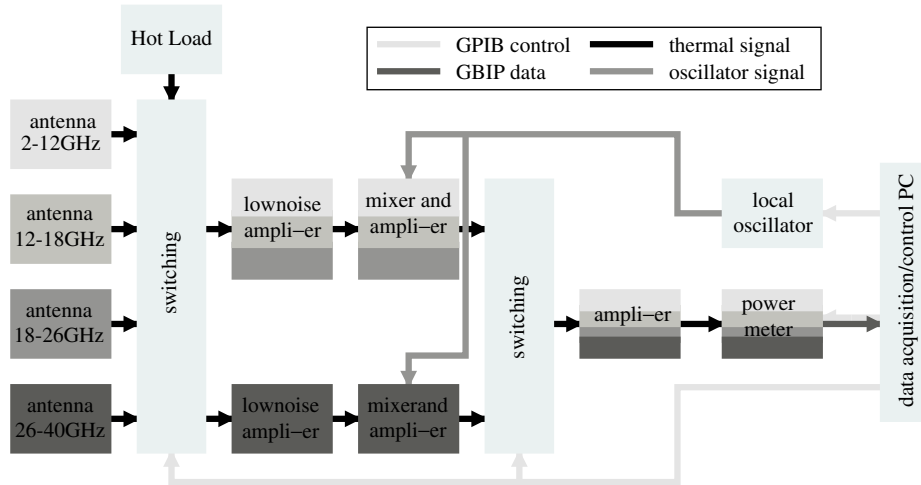 Hot Load
GPIB control
thermal signal
GBIP data
oscillator signal
antenna
2-12GHz
antenna
12-18GHz
antenna
18-26GHz
antenna
26-40GHz
switching
lownoise
ampli–er
mixer and
ampli–er
lownoise
ampli–er
mixerand
ampli–er
switching
ampli–er
local
oscillator
power
meter
data acquisition/control PC